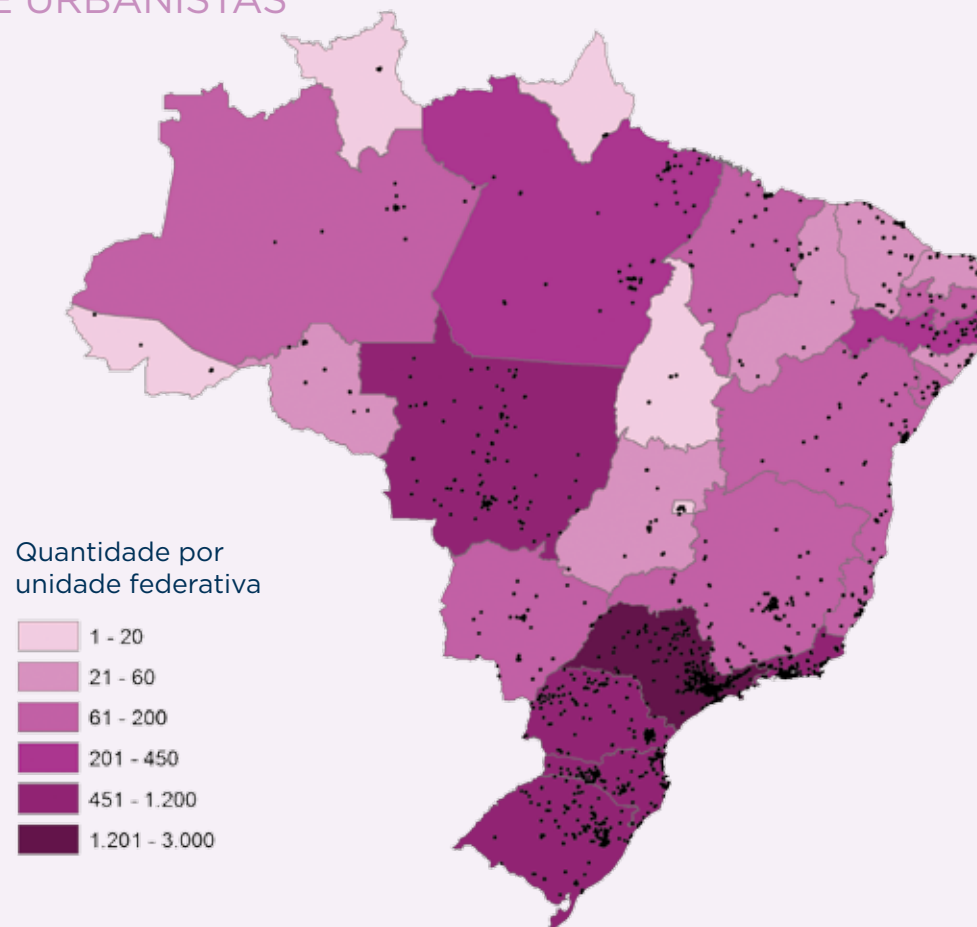 E URBANISTAS
Quantidade por
unidade federativa
1 - 20
21 - 60
61 - 200
201 - 450
451 - 1.200
1.201 - 3.000